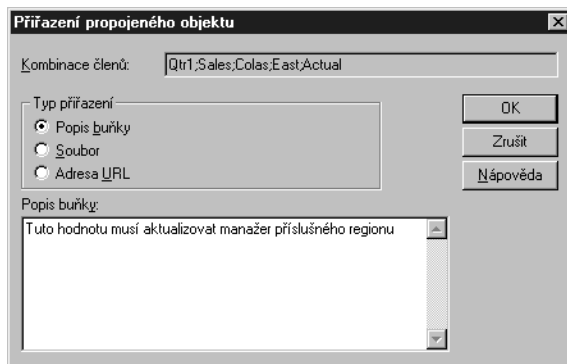 Přiřazení propojeného objektu
Kombinace členů: Qtr1;Sales;Colas;East;Actual
Typ přiřazení
Popis buňky
Soubor
Adresa URL
OK
Zrušit
Nápověda
Popis buňky:
Tuto hodnotu musí aktualizovat manažer příslušného regionu